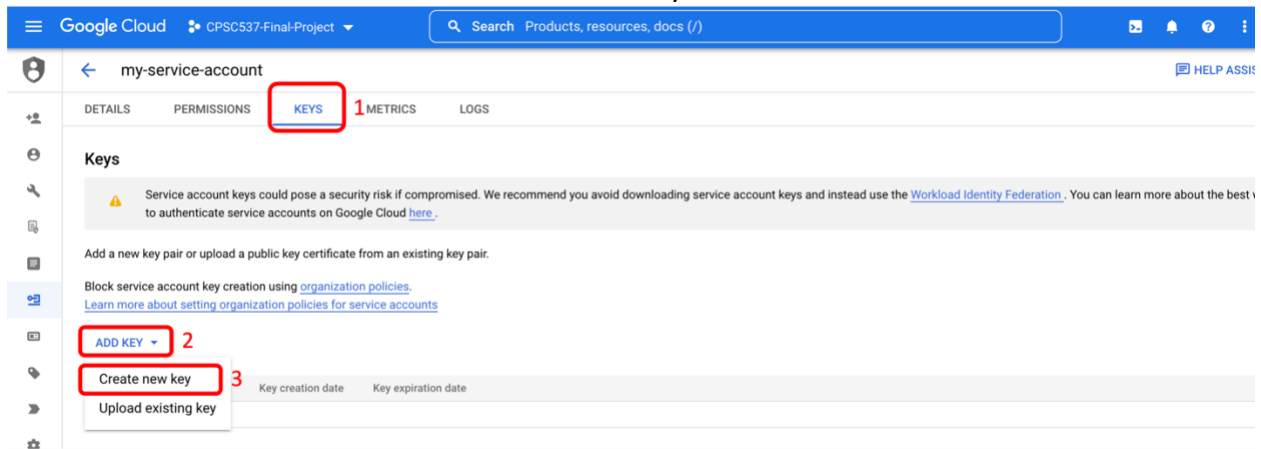 Google Cloud CPSC537-Final-Project Search Products, resources, docs (/)
my-service-account HELP ASSIS
DETAILS PERMISSIONS KEYS 1 METRICS LOGS
Keys
Service account keys could pose a security risk if compromised. We recommend you avoid downloading service account keys and instead use the Workload Identity Federation . You can learn more about the best
to authenticate service accounts on Google Cloud here .
Add a new key pair or upload a public key certificate from an existing key pair.
Block service account key creation using organization policies.
Learn more about setting organization policies for service accounts
ADD KEY 2
Create new key 3 Key creation date Key expiration date
Upload existing key